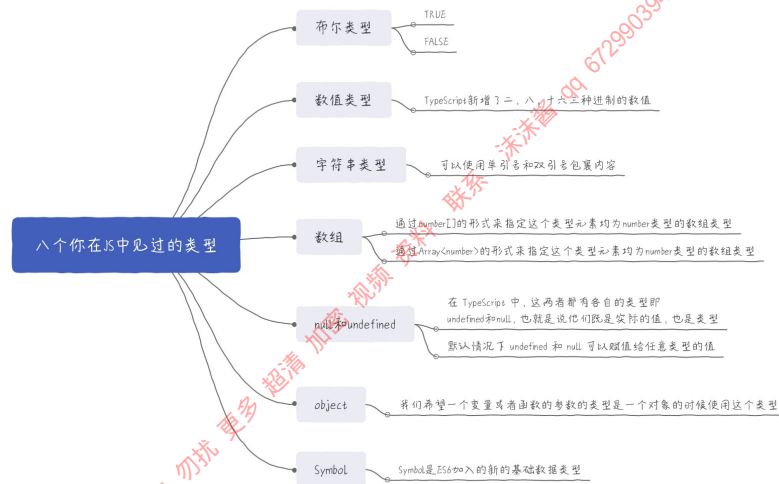 布尔类型
TRUE
FALSE
数值类型
TypeScript新增了二，八，十六三种进制的数值
字符串类型
可以使用单引号和双引号包裹内容
八个你在JS中见过的类型
数组
通过number[]的形式来指定这个类型元素均为number类型的数组类型
通过Array<number>的形式来指定这个类型元素均为number类型的数组类型
null和undefined
在 TypeScript 中，这两者都有各自的类型即
undefined和null，也就是说他们既是实际的值，也是类型
默认情况下 undefined 和 null 可以赋值给任意类型的值
object
我们希望一个变量或者函数的参数的类型是一个对象的时候使用这个类型
Symbol
Symbol是ES6加入的新的基础数据类型
勿扰 更多 超清 加密 视频 资料 联系 沫沫酱 qq